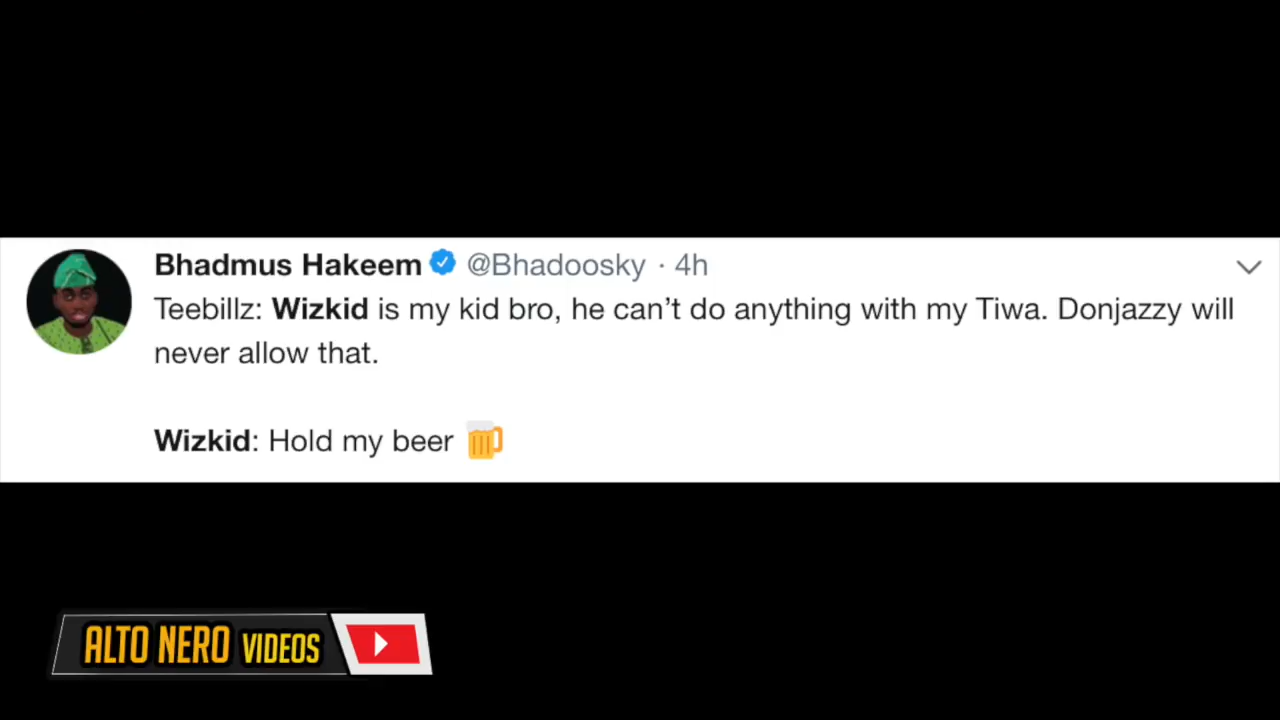 Bhadmus Hakeem @Bhadoosky · 4h
Teebillz: Wizkid is my kid bro, he can’t do anything with my Tiwa. Donjazzy will
never allow that.
Wizkid: Hold my beer 🍺
ALTO NERO VIDEOS